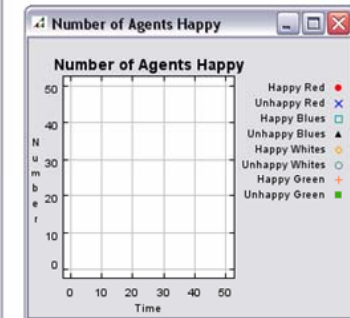 Number of Agents Happy
Number of Agents Happy
Happy Red
Unhappy Red
Happy Blues
Unhappy Blues
Happy Whites
Unhappy Whites
Happy Green
Unhappy Green
50
40
30
20
10
0
Number
0 10 20 30 40 50
Time